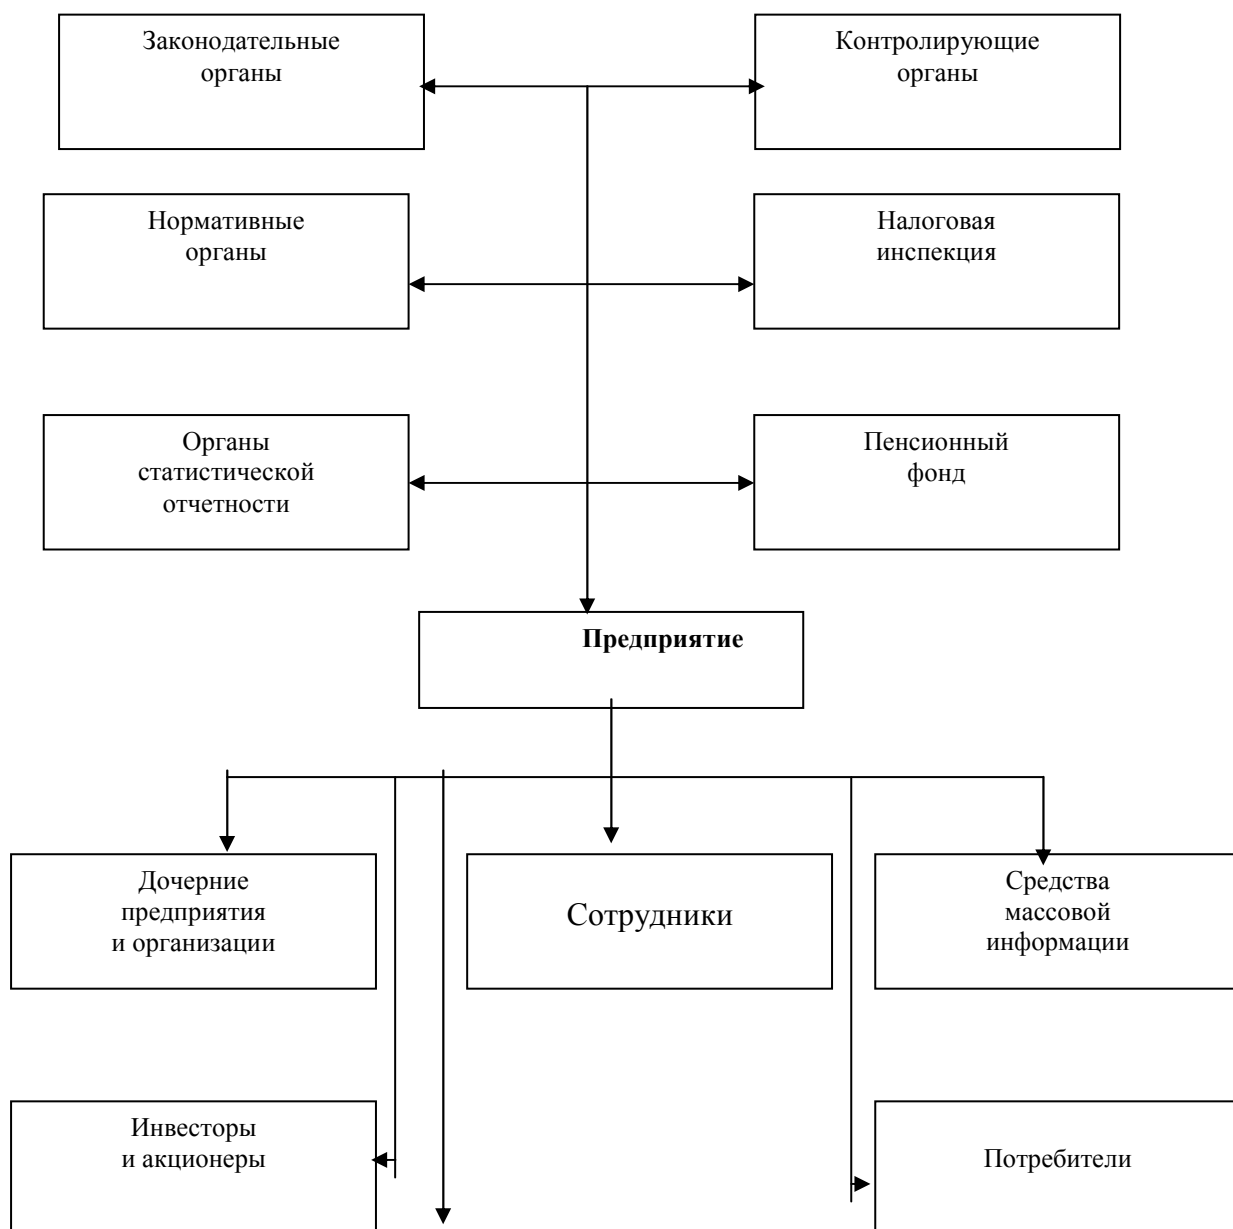 Законодательные
органы
Контролирующие
органы
Нормативные
органы
Налоговая
инспекция
Органы
статистической
отчетности
Пенсионный
фонд
Предприятие
Дочерние
предприятия
и организации
Сотрудники
Средства
массовой
информации
Инвесторы
и акционеры
Потребители